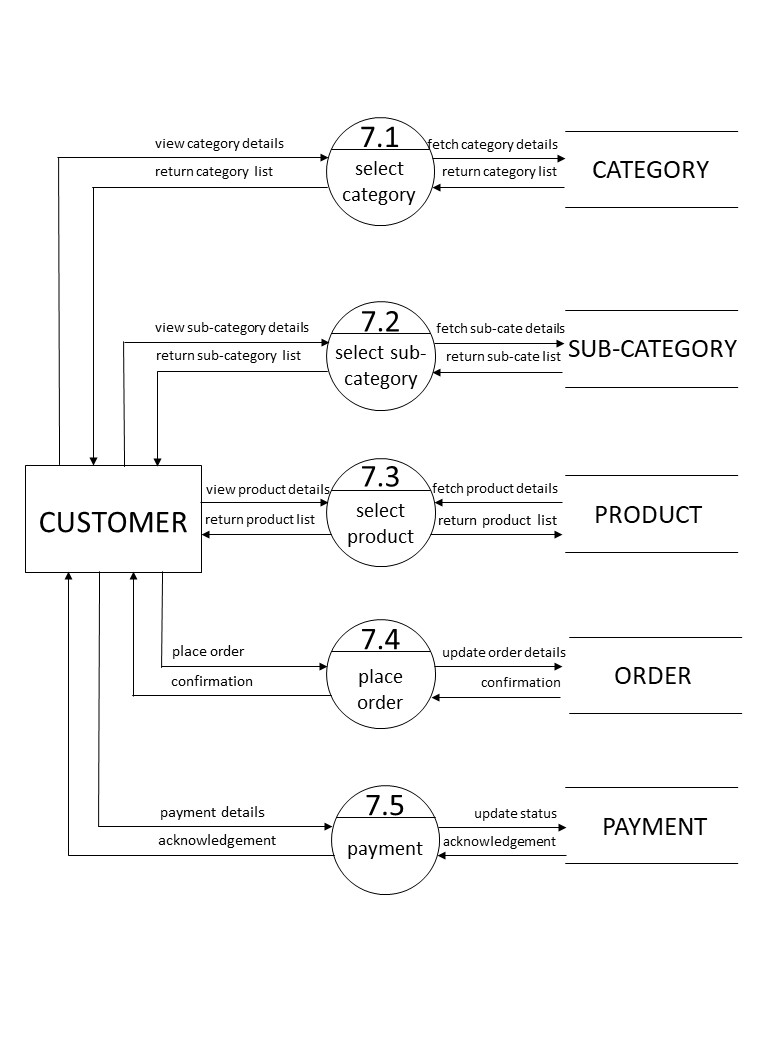 7.1
view category details
fetch category details
select
category
return category list
return category list
CATEGORY
7.2
view sub-category details
fetch sub-cate details
select sub-
category
return sub-category list
return sub-cate list
SUB-CATEGORY
7.3
view product details
fetch product details
select
product
return product list
return product list
PRODUCT
CUSTOMER
7.4
place order
update order details
place
order
confirmation
confirmation
ORDER
7.5
payment details
update status
payment
acknowledgement
acknowledgement
PAYMENT